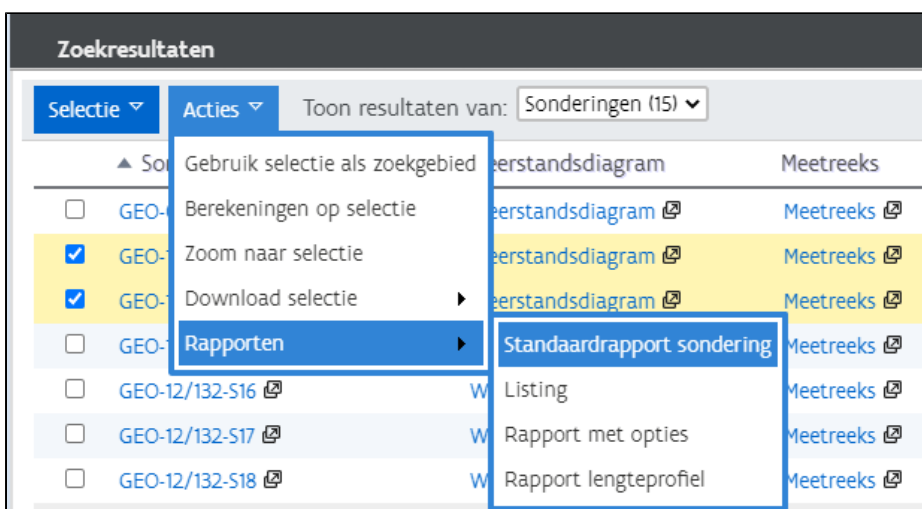 Zoekresultaten
Selectie Acties Toon resultaten van: Sonderingen (15)
Gebruik selectie als zoekgebied
Berekeningen op selectie
Zoom naar selectie
Download selectie
Rapporten
Standaardrapport sondering
Listing
Rapport met opties
Rapport lengteprofiel
Meetreeks
Meetreeks
Meetreeks
Meetreeks
Meetreeks
Meetreeks
Meetreeks
Meetreeks
GEO-12/132-S16
GEO-12/132-S17
GEO-12/132-S18